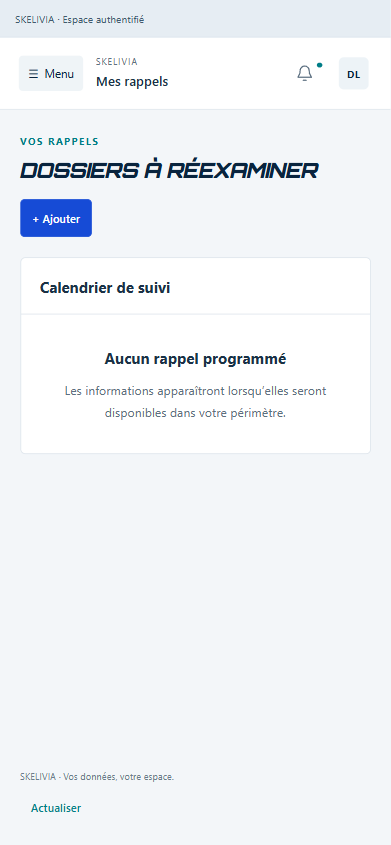 SKELIVIA · Espace authentifié
☰ Menu
SKELIVIA
Mes rappels
DL
VOS RAPPELS
DOSSIERS À RÉEXAMINER
+ Ajouter
Calendrier de suivi
Aucun rappel programmé
Les informations apparaîtront lorsqu'elles seront
disponibles dans votre périmètre.
SKELIVIA · Vos données, votre espace.
Actualiser